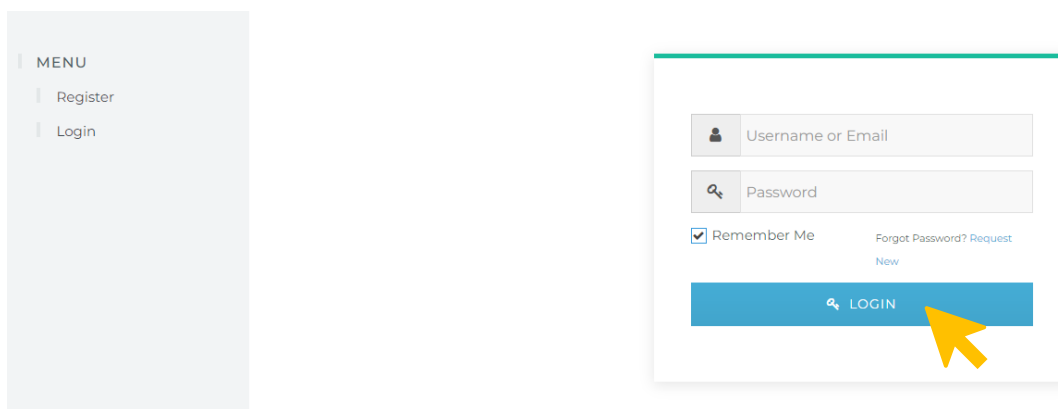 MENU
Register
Login
Username or Email
Password
Remember Me
Forgot Password? Request
New
LOGIN